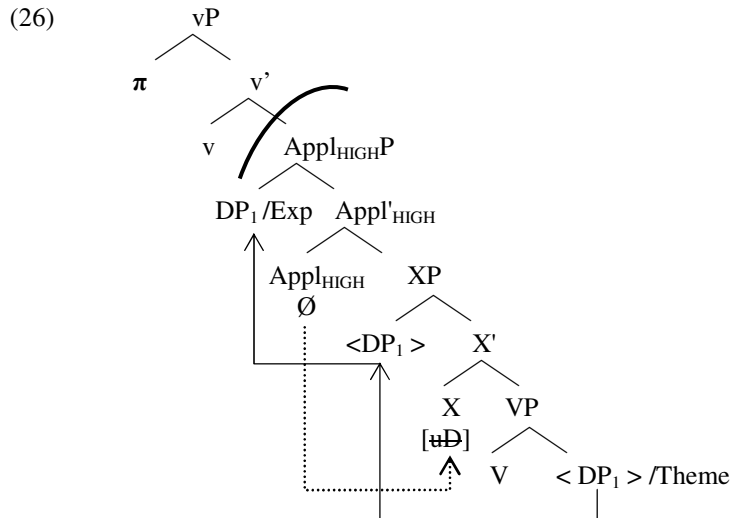 (26) vP
π v’
v ApplHIGHP
DP1 /Exp Appl'HIGH
ApplHIGH XP
Ø
<DP1 > X'
X VP
[uD]
V < DP1 > /Theme